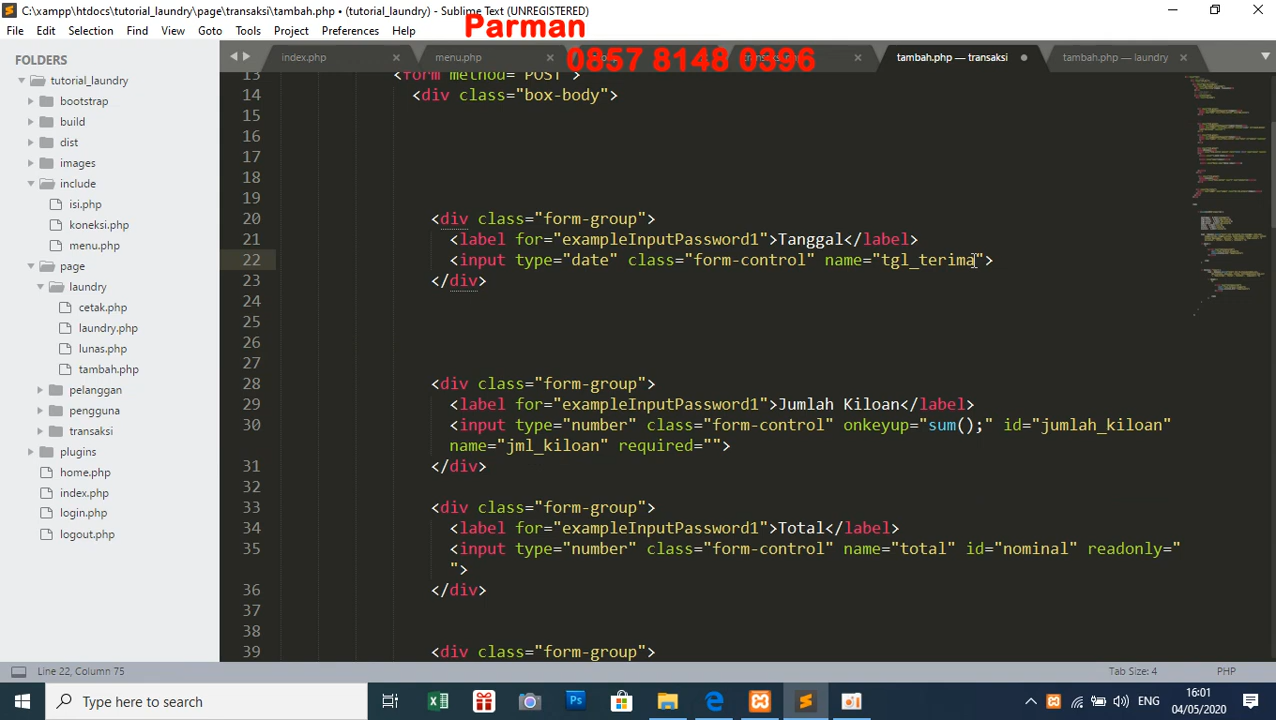 C:\xampp\htdocs\tutorial_laundry\page\transaksi\tambah.php • (tutorial_laundry) - Sublime Text (UNREGISTERED)
Parman
0857 8148 0396
File Edit Selection Find View Goto Tools Project Preferences Help
index.php menu.php tambah.php — transaksi tambah.php — laundry
FOLDERS
tutorial_laundry
bootstrap
build
dist
images
include
isi.php
koneksi.php
menu.php
page
laundry
cetak.php
laundry.php
lunas.php
tambah.php
pelanggan
pengguna
transaksi
plugins
home.php
index.php
login.php
logout.php
13 <form method="POST">
14 <div class="box-body">
15
16
17
18
19
20 <div class="form-group">
21 <label for="exampleInputPassword1">Tanggal</label>
22 <input type="date" class="form-control" name="tgl_terima">
23 </div>
24
25
26
27
28 <div class="form-group">
29 <label for="exampleInputPassword1">Jumlah Kiloan</label>
30 <input type="number" class="form-control" onkeyup="sum();" id="jumlah_kiloan"
name="jml_kiloan" required="">
31 </div>
32
33 <div class="form-group">
34 <label for="exampleInputPassword1">Total</label>
35 <input type="number" class="form-control" name="total" id="nominal" readonly="
">
36 </div>
37
38
39 <div class="form-group">
Line 22, Column 75
Tab Size: 4
PHP
Type here to search
16:01
04/05/2020